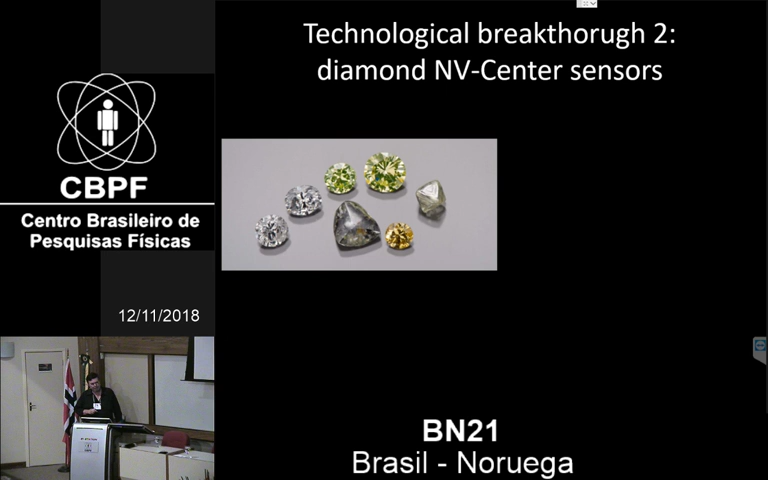 Technological breakthorugh 2:
diamond NV-Center sensors
CBPF
Centro Brasileiro de
Pesquisas Físicas
12/11/2018
BN21
Brasil - Noruega